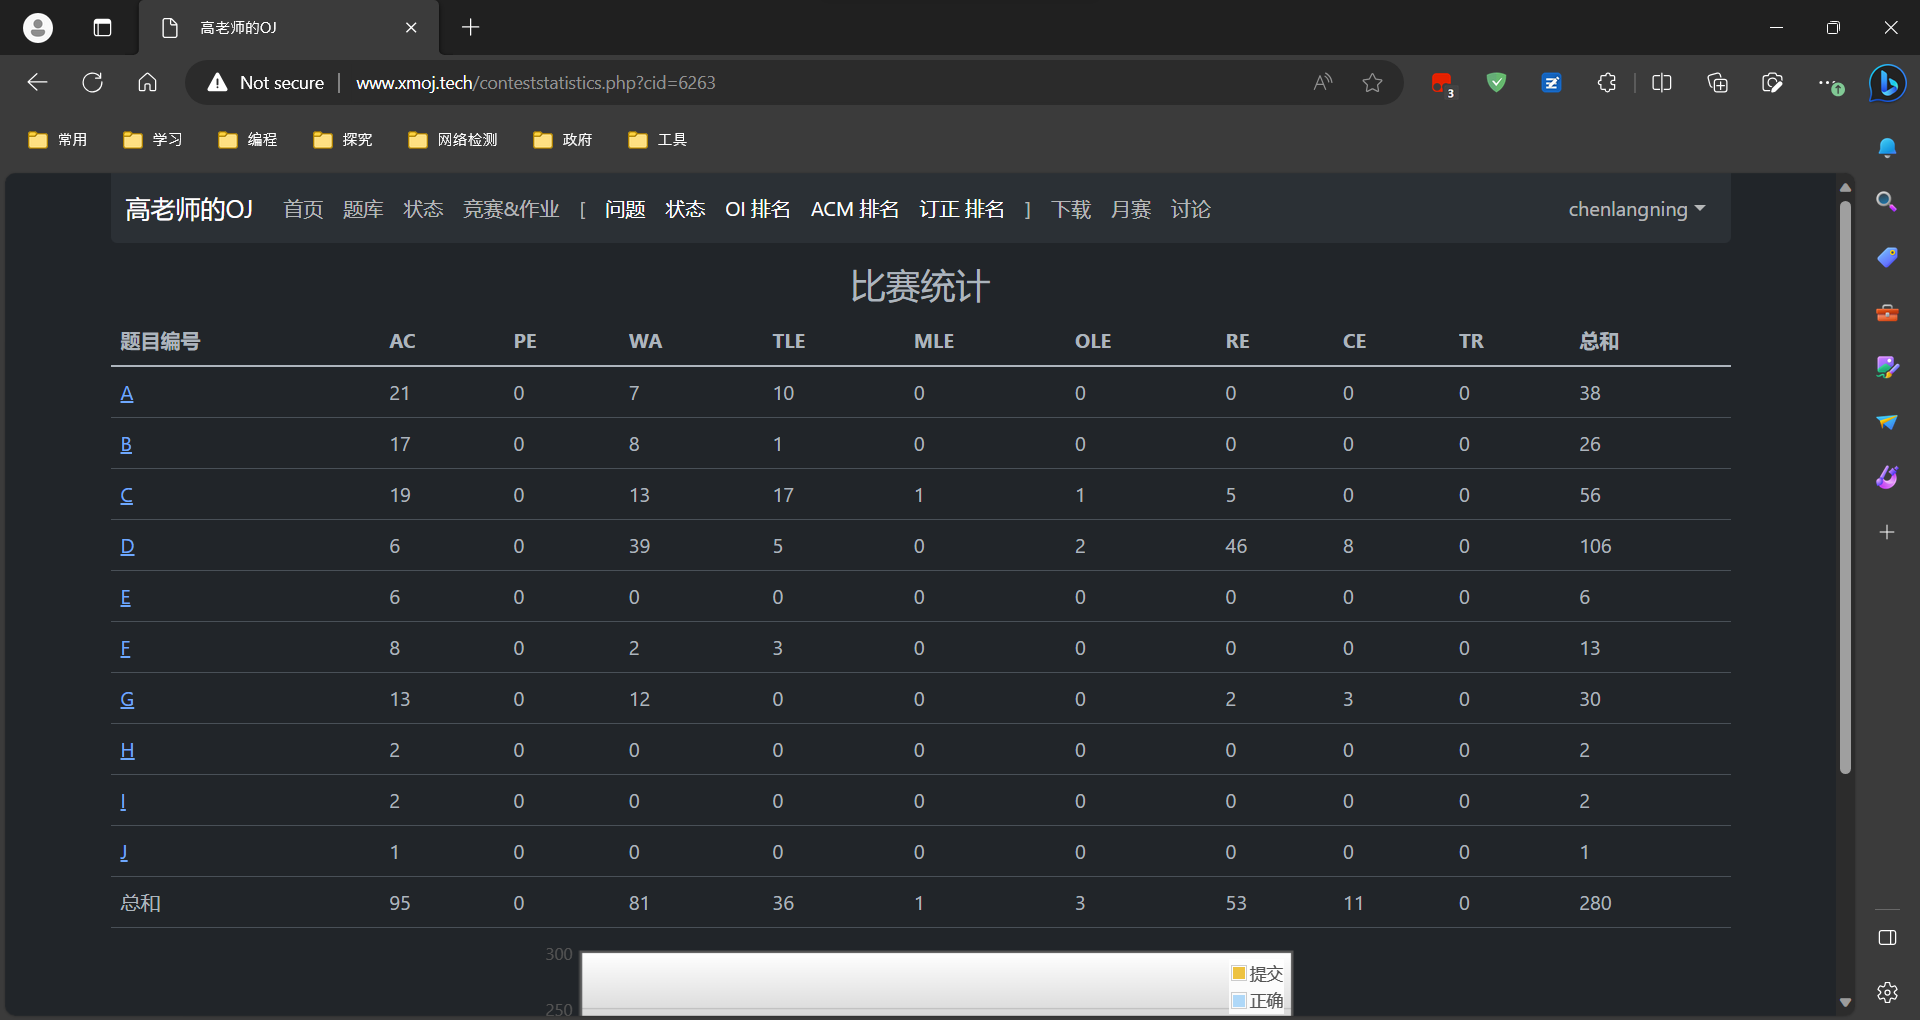 高老师的OJ
Not secure
www.xmoj.tech/conteststatistics.php?cid=6263
3
常用 学习 编程 探究 网络检测 政府 工具
高老师的OJ 首页 题库 状态 竞赛&作业 [ 问题 状态 OI 排名 ACM 排名 订正 排名 ] 下载 月赛 讨论 chenlangning
比赛统计
题目编号 AC PE WA TLE MLE OLE RE CE TR 总和
A 21 0 7 10 0 0 0 0 0 38
B 17 0 8 1 0 0 0 0 0 26
C 19 0 13 17 1 1 5 0 0 56
D 6 0 39 5 0 2 46 8 0 106
E 6 0 0 0 0 0 0 0 0 6
F 8 0 2 3 0 0 0 0 0 13
G 13 0 12 0 0 0 2 3 0 30
H 2 0 0 0 0 0 0 0 0 2
I 2 0 0 0 0 0 0 0 0 2
J 1 0 0 0 0 0 0 0 0 1
总和 95 0 81 36 1 3 53 11 0 280
300
提交
正确
250